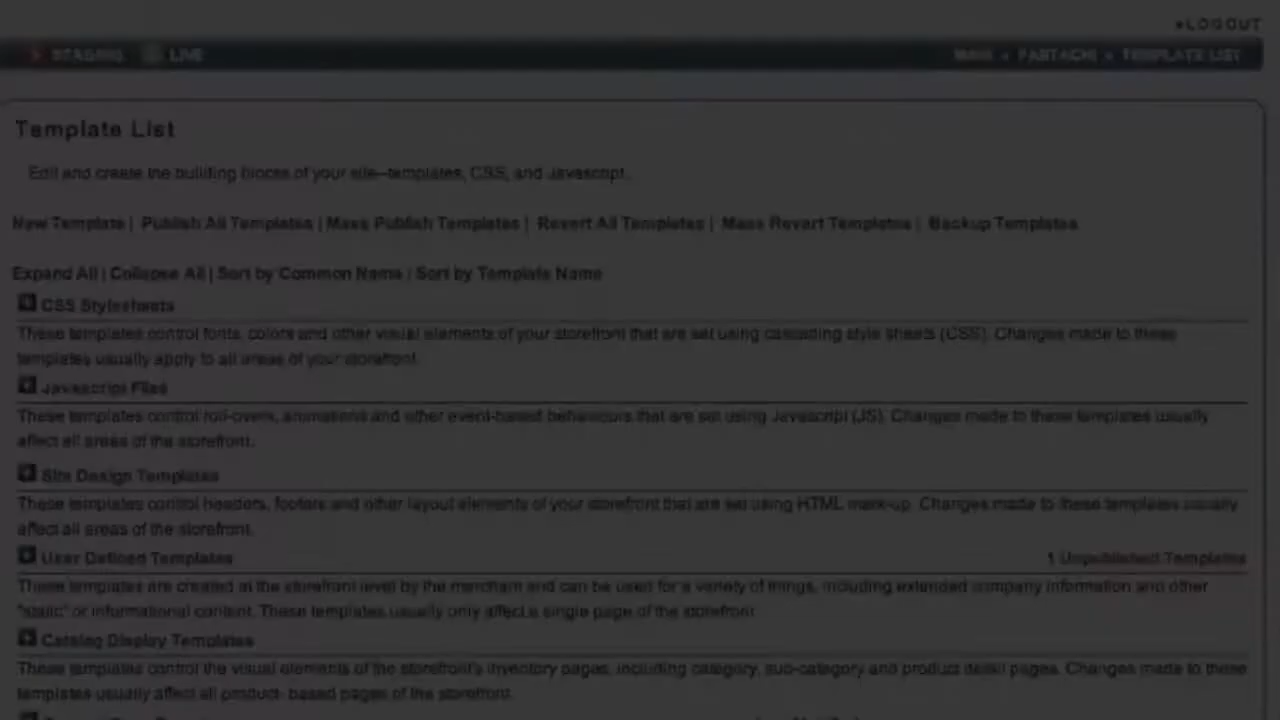 LOGOUT
STAGING LIVE MAIN TEMPLATE LIST
Template List
Edit and create the building blocks of your site--templates, CSS, and Javascript.
New Template | Publish All Templates | Mass Publish Templates | Revert All Templates | Mass Revert Templates | Backup Templates
Expand All | Collapse All | Sort by Common Name | Sort by Template Name
CSS Stylesheets
These templates control fonts, colors and other visual elements of your storefront that are set using cascading style sheets (CSS). Changes made to these
templates usually apply to all areas of your storefront.
Javascript Files
These templates control roll-overs, animations and other event-based behaviours that are set using Javascript (JS). Changes made to these templates usually
affect all areas of the storefront.
Site Design Templates
These templates control headers, footers and other layout elements of your storefront that are set using HTML mark-up. Changes made to these templates usually
affect all areas of the storefront.
User Defined Templates 1 Unpublished Templates
These templates are created at the storefront level by the merchant and can be used for a variety of things, including extended company information and other
"static" or informational content. These templates usually only affect a single page of the storefront.
Catalog Display Templates
These templates control the visual elements of the storefront's inventory pages, including category, sub-category and product detail pages. Changes made to these
templates usually affect all product- based pages of the storefront.